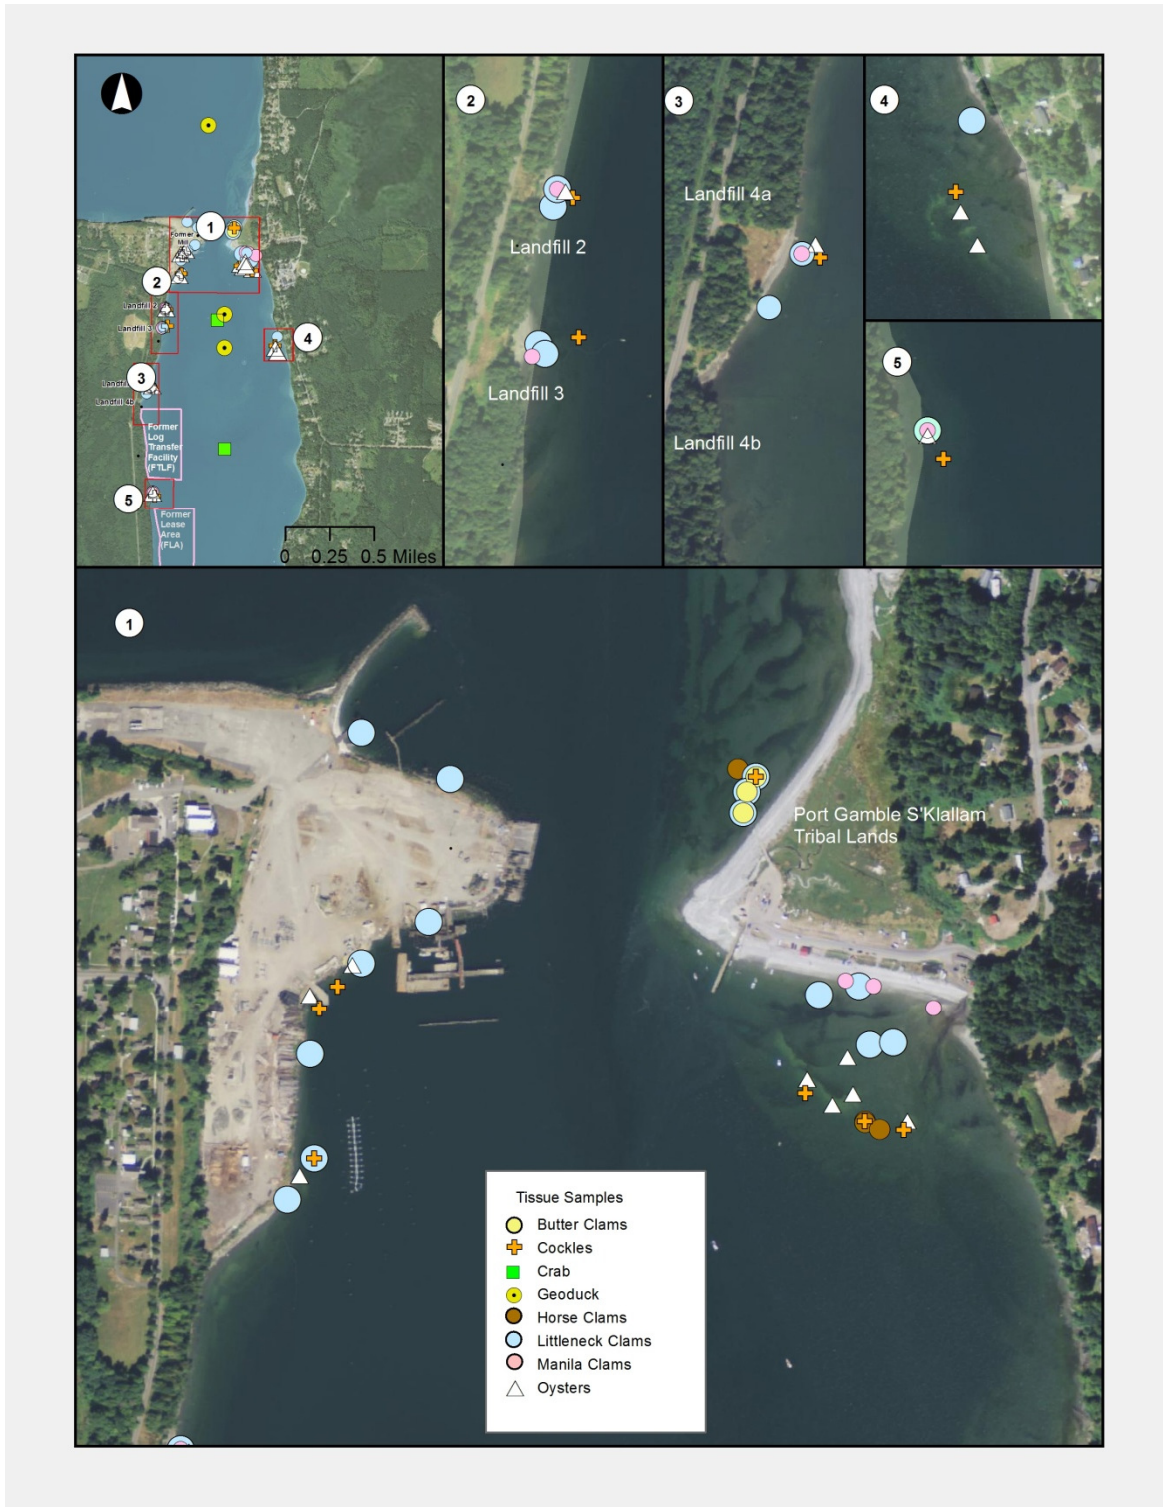 1
Former
Mill
2
Landfill 2
Landfill 3
4
3
Landfill 4b
Former
Log
Transfer
Facility
(FTLF)
5
Former
Lease
Area
(FLA)
0 0.25 0.5 Miles
2
Landfill 2
Landfill 3
3
Landfill 4a
Landfill 4b
4
5
1
Port Gamble S'Klallam
Tribal Lands
Tissue Samples
Butter Clams
Cockles
Crab
Geoduck
Horse Clams
Littleneck Clams
Manila Clams
Oysters